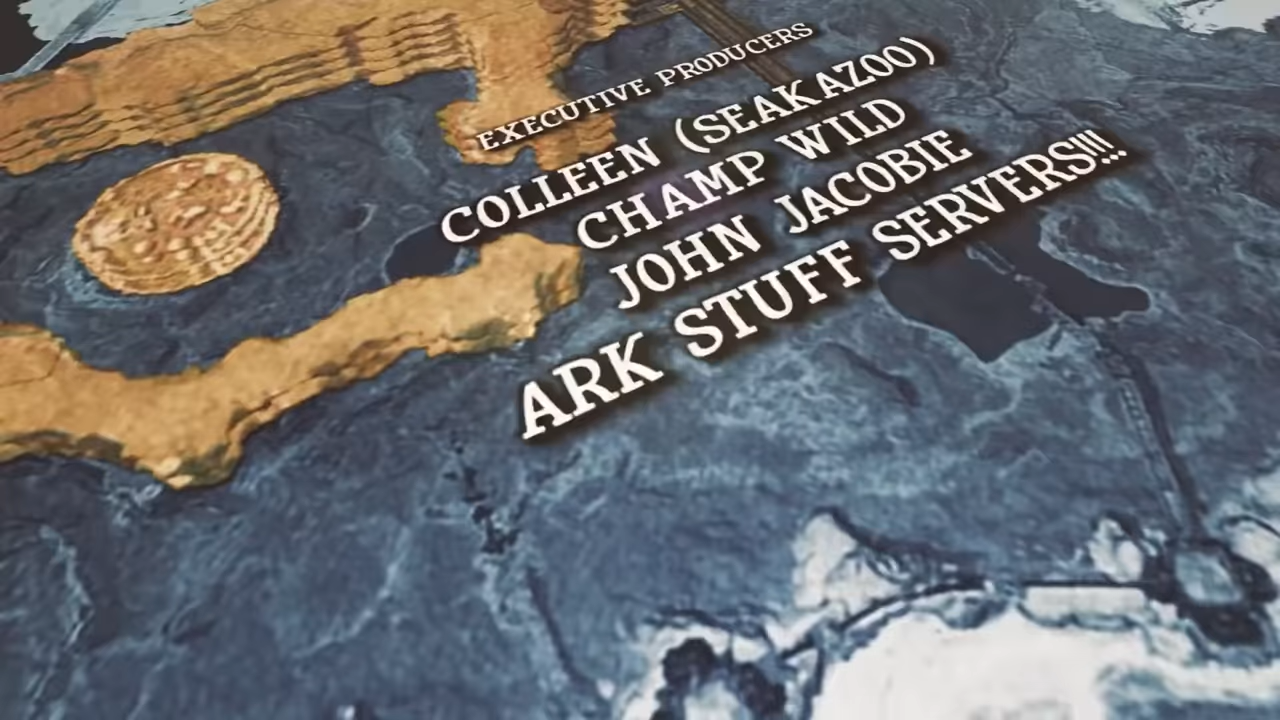 EXECUTIVE PRODUCERS
COLLEEN (SEAKAZOO)
CHAMP WILD
JOHN JACOBIE
ARK STUFF SERVERS!!!